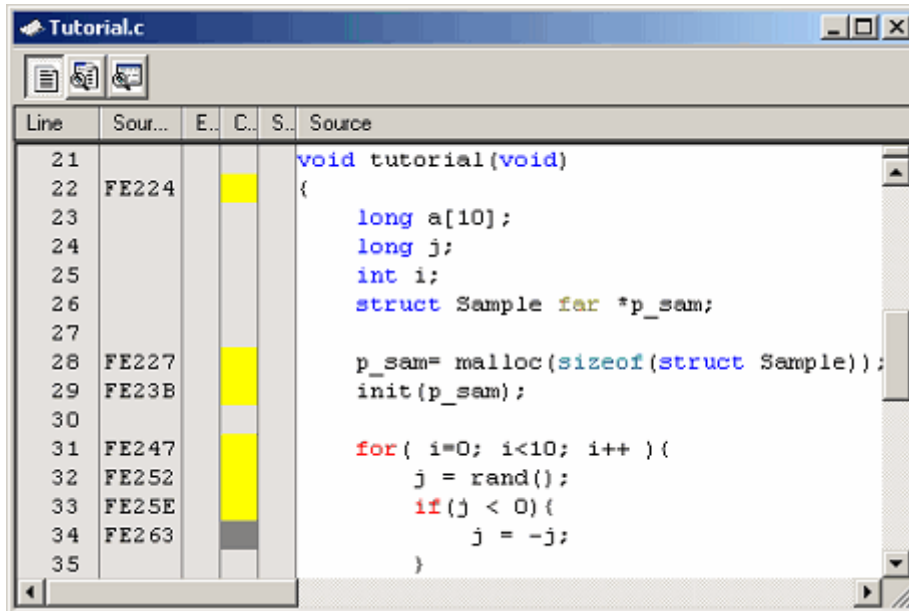 Tutorial.c
Line Sour... E.. C.. S.. Source
21 void tutorial(void)
22 FE224 {
23 long a[10];
24 long j;
25 int i;
26 struct Sample far *p_sam;
27
28 FE227 p_sam= malloc(sizeof(struct Sample));
29 FE23B init(p_sam);
30
31 FE247 for( i=0; i<10; i++ ){
32 FE252 j = rand();
33 FE25E if(j < 0){
34 FE263 j = -j;
35 }